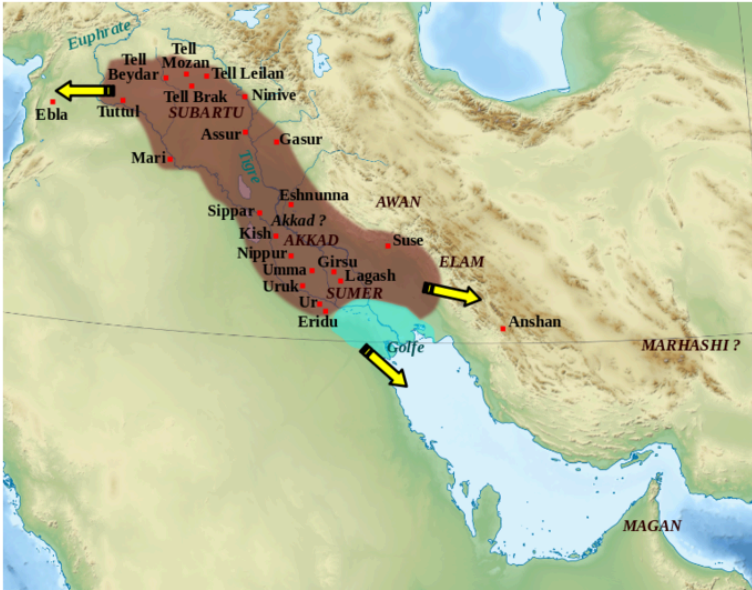 Euphrate
Tell
Mozan
Tell
Beydar
Tell Leilan
Tell Brak
Ninive
Ebla
Tuttul
SUBARTU
Assur
Gasur
Mari
Tigre
Eshnunna
AWAN
Sippar
Akkad ?
Kish
AKKAD
Suse
Nippur
ELAM
Umma
Girsu
Lagash
Uruk
SUMER
Ur
Eridu
Anshan
Golfe
MARHASHI ?
MAGAN